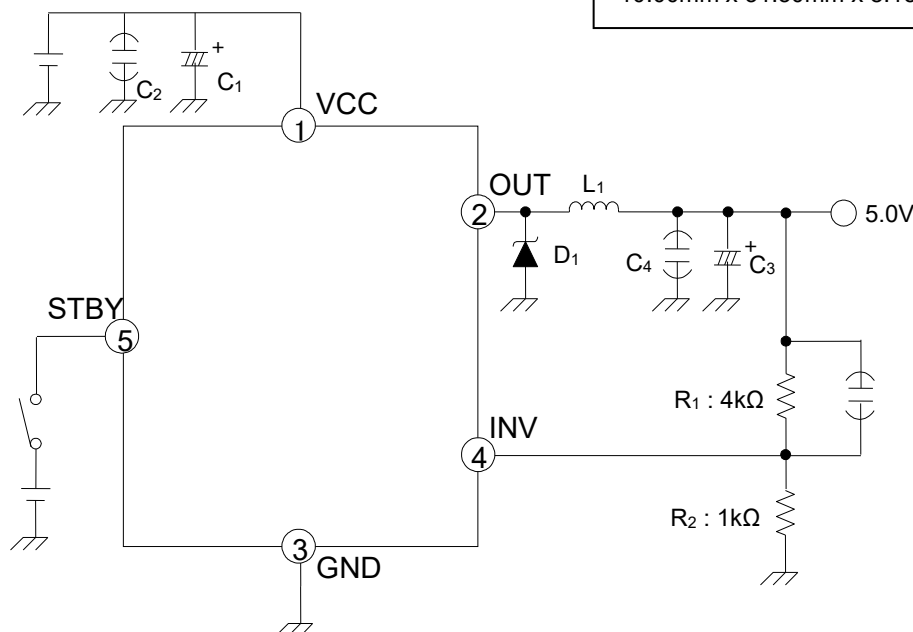 +
C2
C1
VCC
1
OUT
2
L1
5.0V
D1
C4
+
C3
STBY
5
R1 : 4kΩ
INV
4
R2 : 1kΩ
3
GND